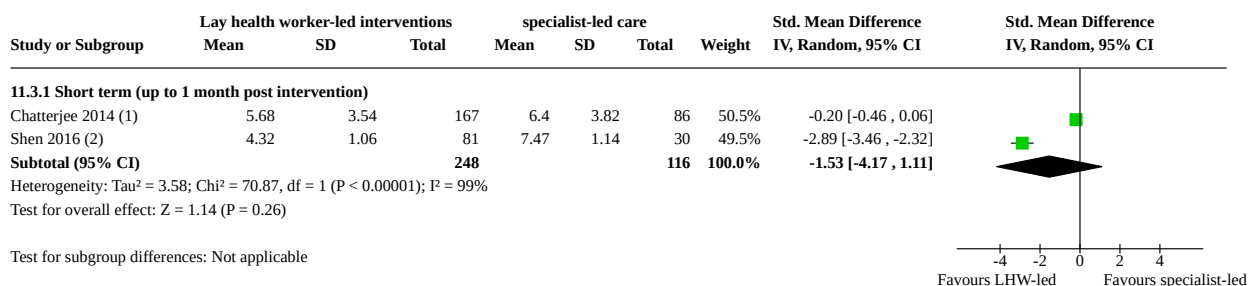 Lay health worker-led interventions specialist-led care Std. Mean Difference Std. Mean Difference
Study or Subgroup Mean SD Total Mean SD Total Weight IV, Random, 95% CI IV, Random, 95% CI
11.3.1 Short term (up to 1 month post intervention)
Chatterjee 2014 (1) 5.68 3.54 167 6.4 3.82 86 50.5% -0.20 [-0.46 , 0.06]
Shen 2016 (2) 4.32 1.06 81 7.47 1.14 30 49.5% -2.89 [-3.46 , -2.32]
Subtotal (95% CI) 248 116 100.0% -1.53 [-4.17 , 1.11]
Heterogeneity: Tau² = 3.58; Chi² = 70.87, df = 1 (P < 0.00001); I² = 99%
Test for overall effect: Z = 1.14 (P = 0.26)
Test for subgroup differences: Not applicable
-4 -2 0 2 4
Favours LHW-led Favours specialist-led